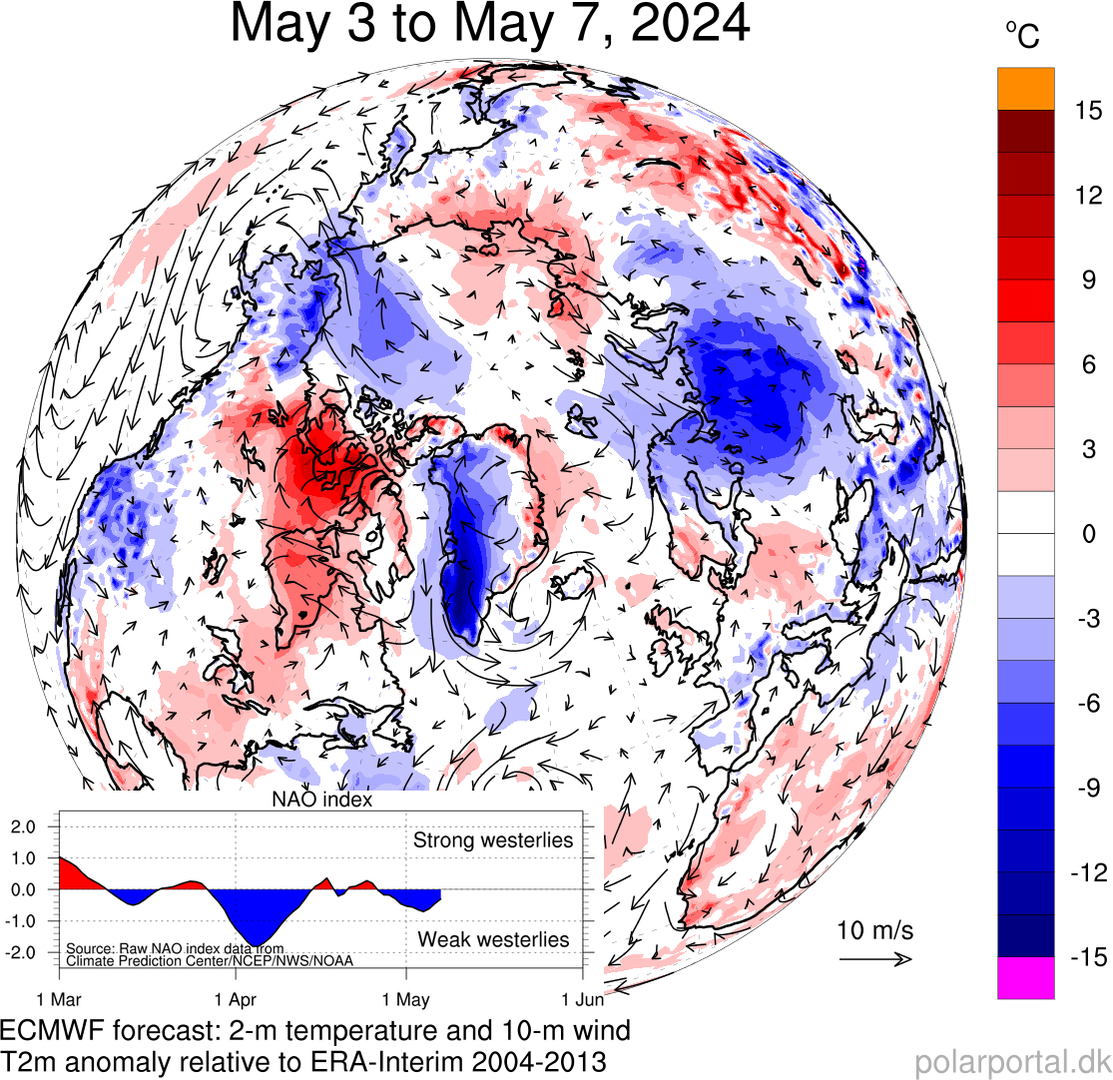 May 3 to May 7, 2024
°C
15
12
9
6
3
0
-3
-6
-9
-12
-15
NAO index
2.0
1.0
0.0
-1.0
-2.0
Strong westerlies
Weak westerlies
Source: Raw NAO index data from
Climate Prediction Center/NCEP/NWS/NOAA
1 Mar
1 Apr
1 May
1 Jun
10 m/s
ECMWF forecast: 2-m temperature and 10-m wind
T2m anomaly relative to ERA-Interim 2004-2013
polarportal.dk